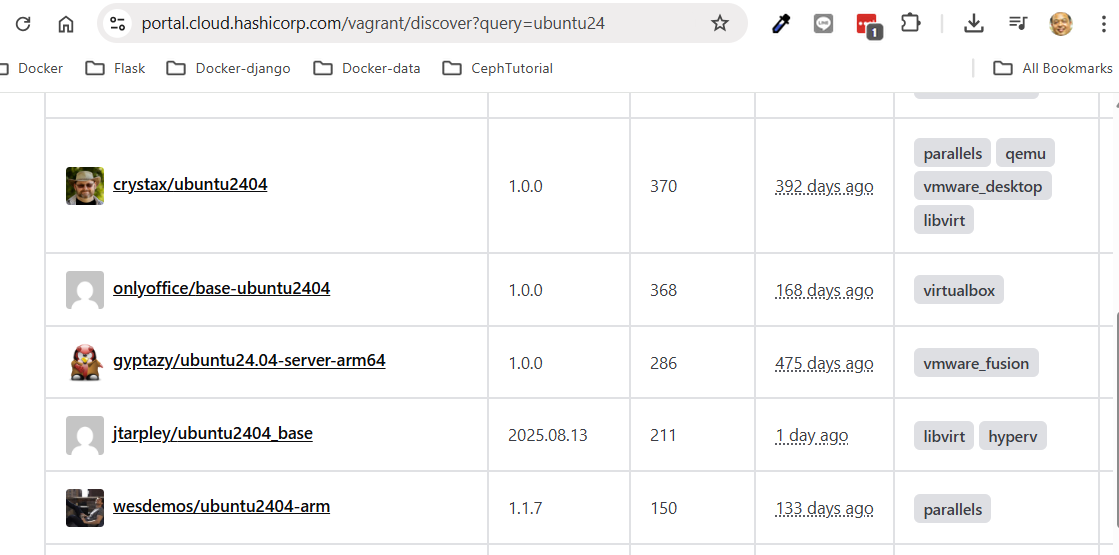 portal.cloud.hashicorp.com/vagrant/discover?query=ubuntu24
1
Docker Flask Docker-django Docker-data CephTutorial All Bookmarks
crystax/ubuntu2404 1.0.0 370 392 days ago parallels qemu
vmware_desktop
libvirt
onlyoffice/base-ubuntu2404 1.0.0 368 168 days ago virtualbox
gyptazy/ubuntu24.04-server-arm64 1.0.0 286 475 days ago vmware_fusion
jtarpley/ubuntu2404_base 2025.08.13 211 1 day ago libvirt hyperv
wesdemos/ubuntu2404-arm 1.1.7 150 133 days ago parallels